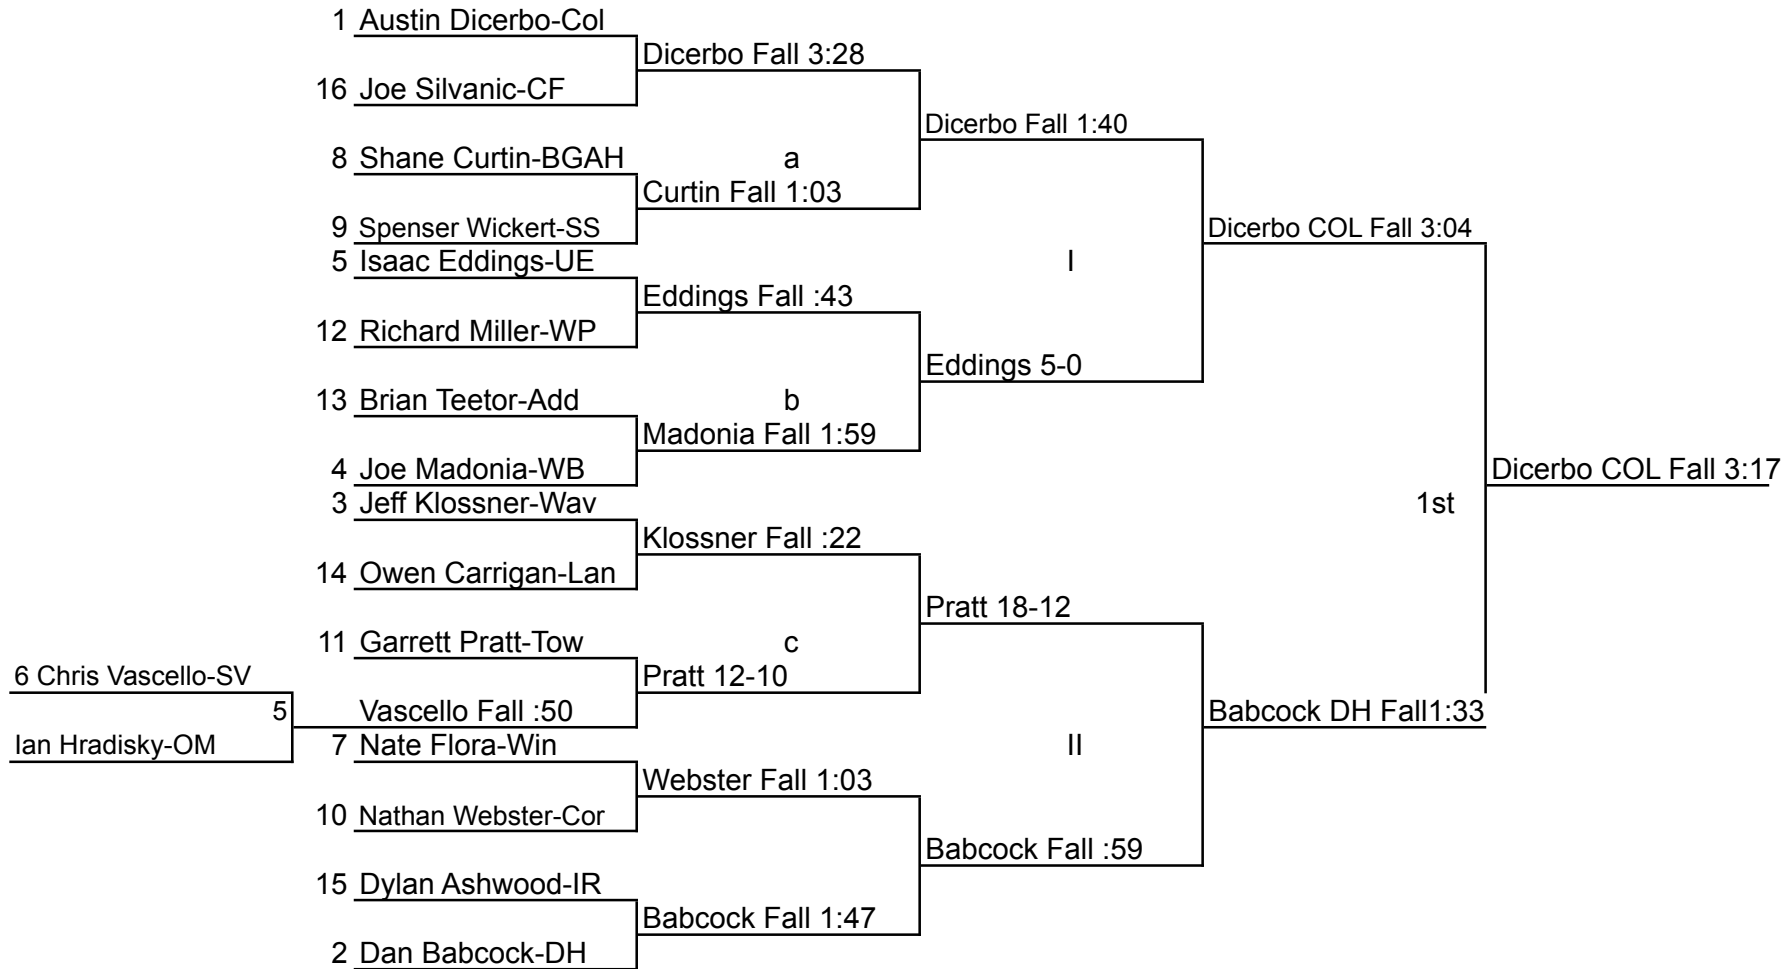 1 Austin Dicerbo-Col
Dicerbo Fall 3:28
16 Joe Silvanic-CF
Dicerbo Fall 1:40
8 Shane Curtin-BGAH
a
Curtin Fall 1:03
9 Spenser Wickert-SS
Dicerbo COL Fall 3:04
5 Isaac Eddings-UE
I
Eddings Fall :43
12 Richard Miller-WP
Eddings 5-0
13 Brian Teetor-Add
b
Madonia Fall 1:59
4 Joe Madonia-WB
Dicerbo COL Fall 3:17
3 Jeff Klossner-Wav
1st
Klossner Fall :22
14 Owen Carrigan-Lan
Pratt 18-12
11 Garrett Pratt-Tow
c
6 Chris Vascello-SV
Pratt 12-10
5
Vascello Fall :50
Babcock DH Fall1:33
Ian Hradisky-OM
7 Nate Flora-Win
II
Webster Fall 1:03
10 Nathan Webster-Cor
Babcock Fall :59
15 Dylan Ashwood-IR
Babcock Fall 1:47
2 Dan Babcock-DH